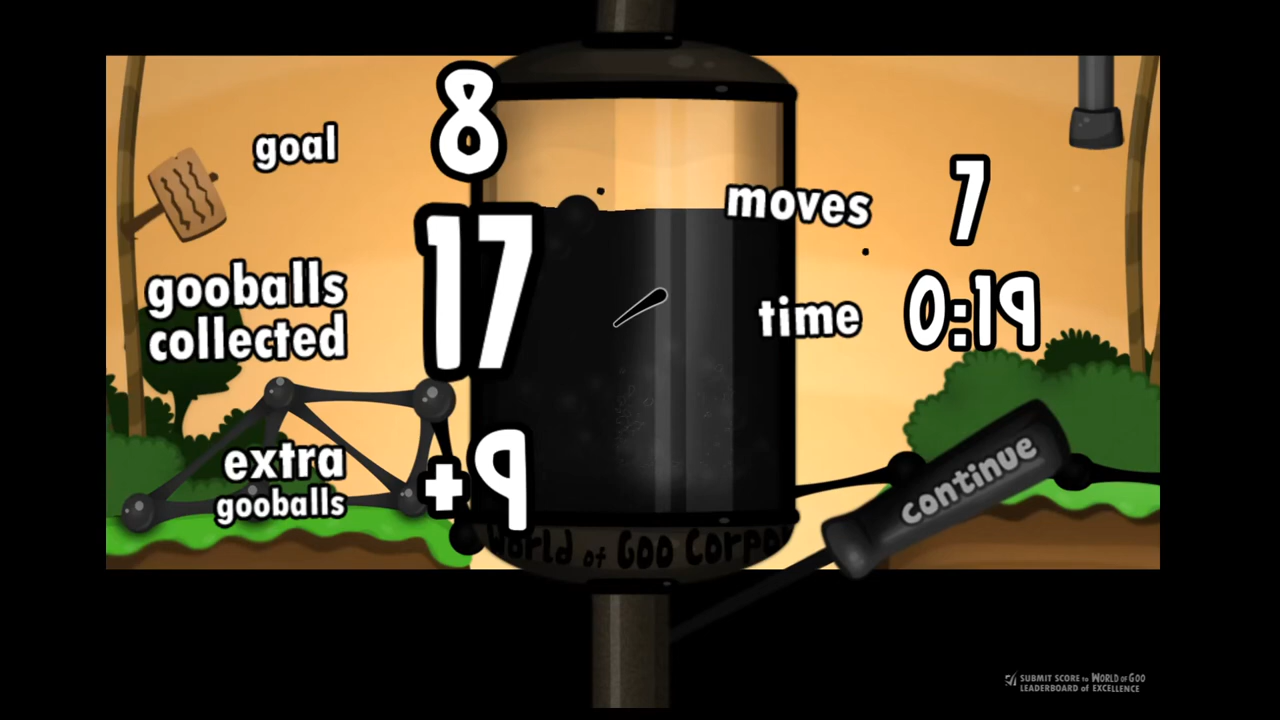 goal
8
gooballs
collected
17
extra
gooballs
+9
moves
7
time
0:19
World of Goo Corpo
continue
SUBMIT SCORE to WORLD of GOO
LEADERBOARD of EXCELLENCE